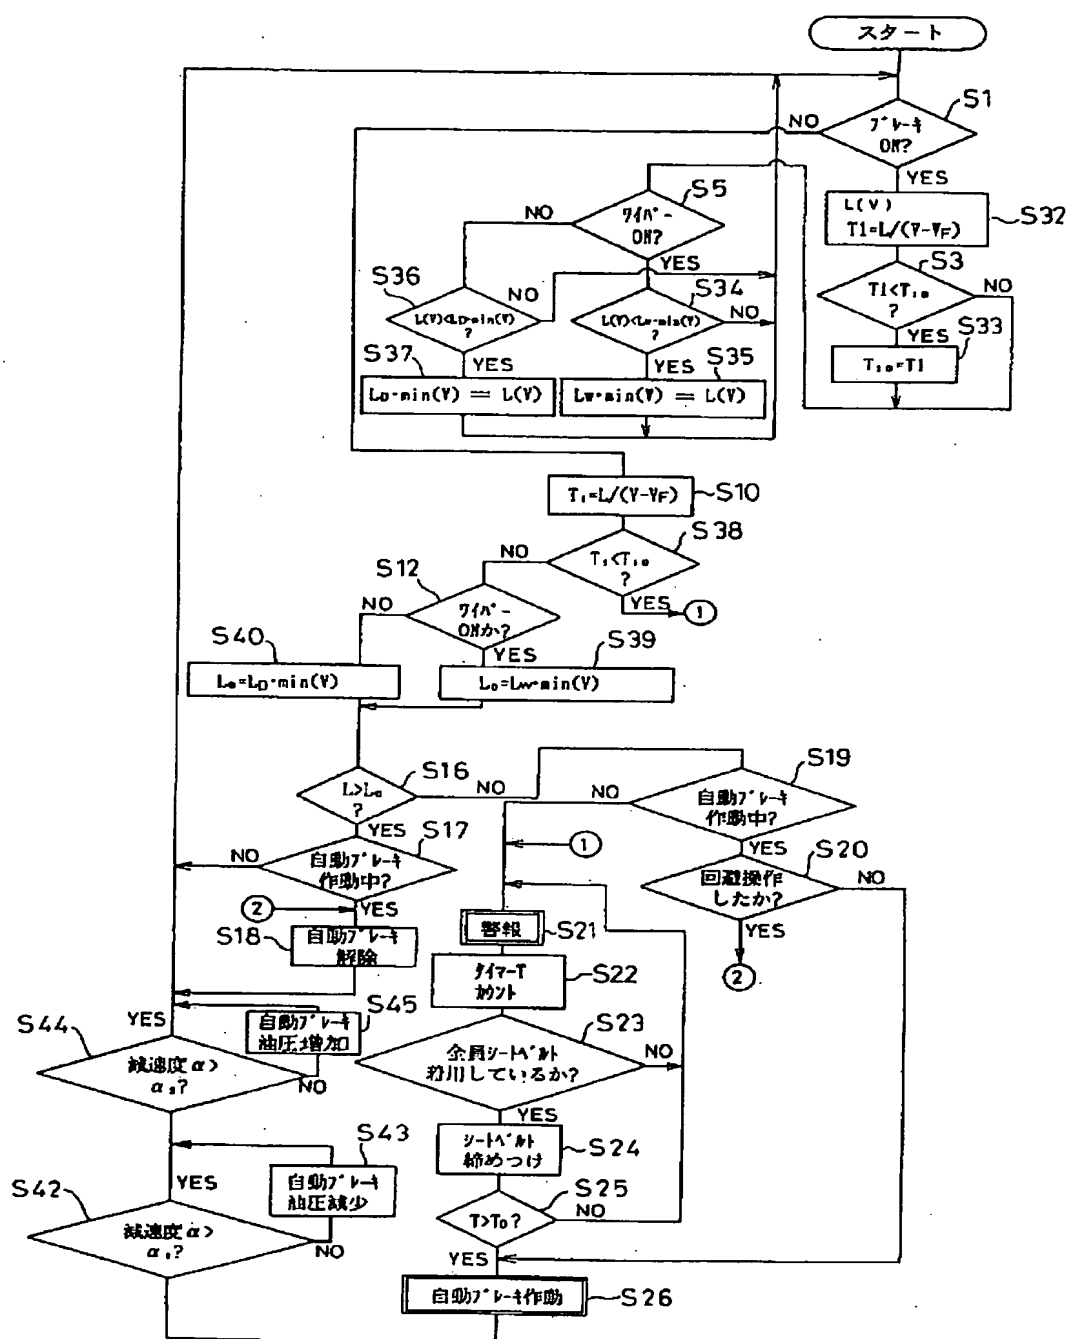 スタート
S1
NO
ブレーキ
ON?
YES
S5
L(V)
T1=L/(V-VF)
S32
NO
ワイパー
ON?
YES
S3
T1<T₁₀
?
NO
YES
S33
T₁₀=T1
S36
L(V)<LD·min(V)
?
NO
YES
S34
L(V)<Lw·min(V)
?
NO
YES
S37
LD·min(V) = L(V)
S35
Lw·min(V) = L(V)
T₁=L/(V-VF)
S10
S38
T₁<T₁₀
?
NO
YES
①
S12
ワイパー
ONか?
NO
YES
S40
L₀=LD·min(V)
S39
L₀=Lw·min(V)
S16
L>L₀
?
NO
YES
S19
自動ブレーキ
作動中?
NO
YES
①
S17
自動ブレーキ
作動中?
NO
YES
②
S20
回避操作
したか?
NO
YES
②
S18
自動ブレーキ
解除
警報
S21
タイマーT
カウント
S22
S45
自動ブレーキ
油圧増加
S44
YES
減速度α>
NO
S23
全員シートベルト
着用しているか?
NO
YES
シートベルト
締めつけ
S24
S43
自動ブレーキ
油圧減少
S42
YES
減速度α>
NO
S25
T>T₀?
NO
YES
自動ブレーキ作動
S26